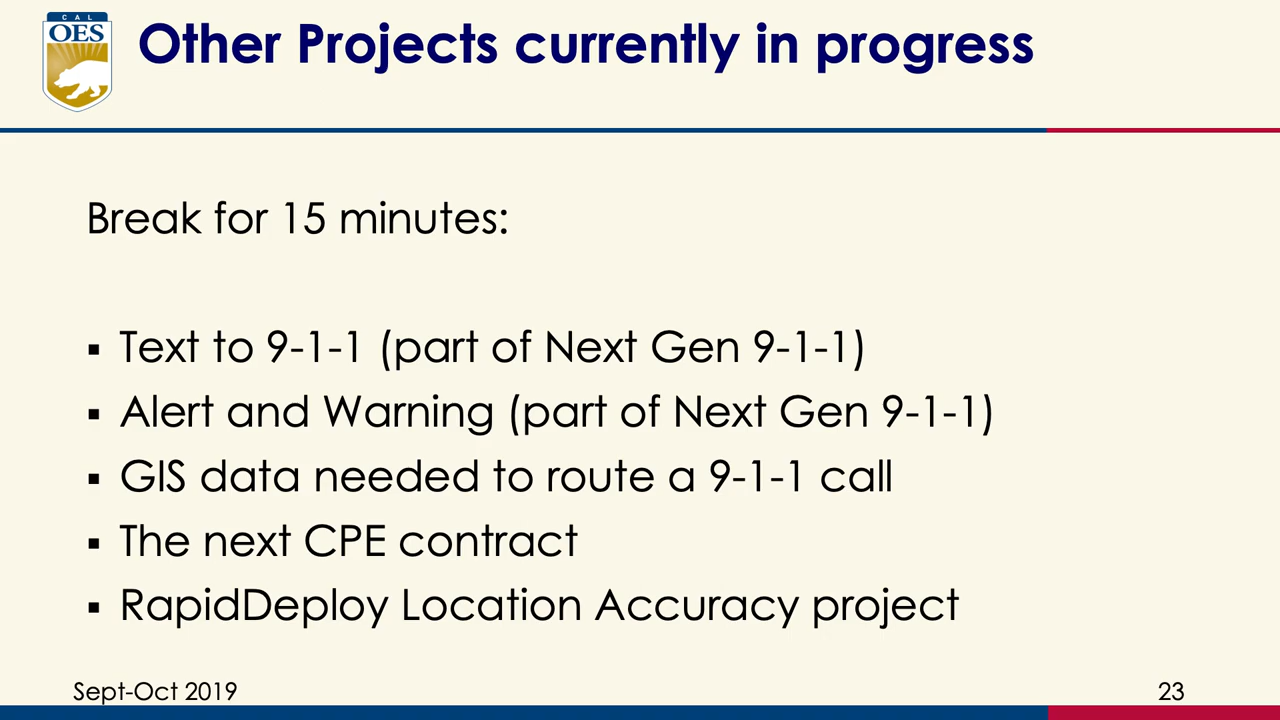 CAL
OES
Other Projects currently in progress
Break for 15 minutes:
▪ Text to 9-1-1 (part of Next Gen 9-1-1)
▪ Alert and Warning (part of Next Gen 9-1-1)
▪ GIS data needed to route a 9-1-1 call
▪ The next CPE contract
▪ RapidDeploy Location Accuracy project
Sept-Oct 2019
23